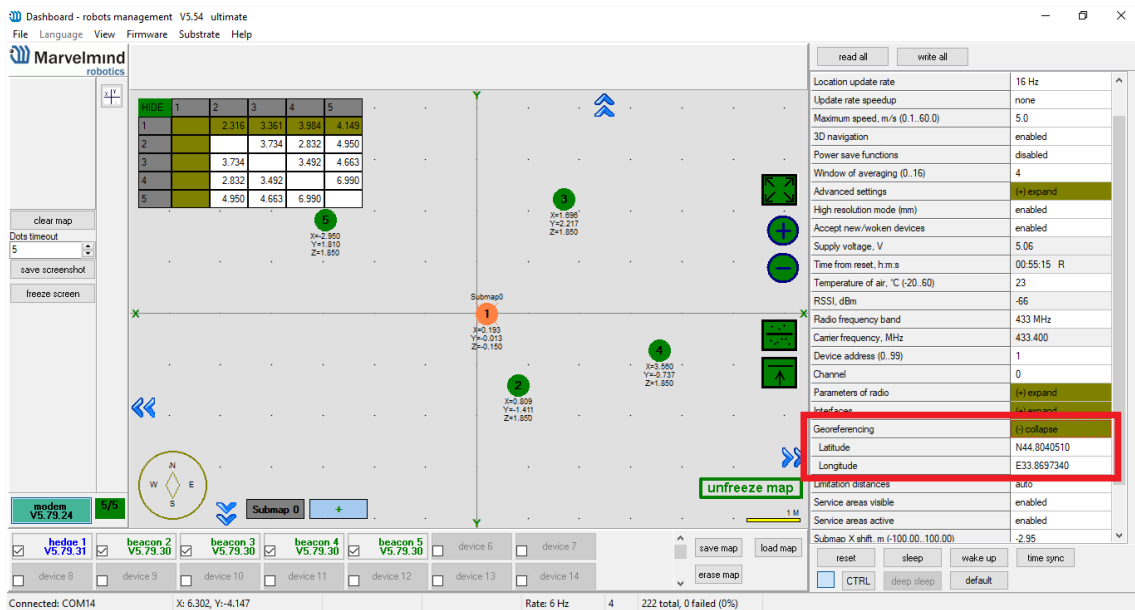 Dashboard - robots management V5.54 ultimate
File Language View Firmware Substrate Help
Marvelmind
robotics
clear map
Dots timeout
5
save screenshot
freeze screen
modem
V5.79.24
5/5
HIDE 1 2 3 4 5
1 2.316 3.361 3.984 4.149
2 3.734 2.832 4.950
3 3.734 3.492 4.663
4 2.832 3.492 6.990
5 4.950 4.663 6.990
Y
5
X=-2.950
Y=1.810
Z=1.850
3
X=1.696
Y=2.217
Z=1.850
Submap0
X
1
X
X=0.193
Y=-0.013
Z=-0.150
4
X=3.560
Y=-0.737
Z=1.850
2
X=0.809
Y=-1.411
Z=1.850
N
W E
S
Submap 0
+
Y
unfreeze map
1 M
read all write all
Location update rate 16 Hz
Update rate speedup none
Maximum speed, m/s (0.1..60.0) 5.0
3D navigation enabled
Power save functions disabled
Window of averaging (0..16) 4
Advanced settings (+) expand
High resolution mode (mm) enabled
Accept new/woken devices enabled
Supply voltage, V 5.06
Time from reset, h:m:s 00:55:15 R
Temperature of air, °C (-20..60) 23
RSSI, dBm -66
Radio frequency band 433 MHz
Carrier frequency, MHz 433.400
Device address (0..99) 1
Channel 0
Parameters of radio (+) expand
Interfaces (+) expand
Georeferencing (-) collapse
Latitude N44.8040510
Longitude E33.8697340
Limitation distances auto
Service areas visible enabled
Service areas active enabled
Submap X shift, m (-100.00..100.00) -2.95
reset sleep wake up time sync
CTRL deep sleep default
hedge 1
V5.79.31
beacon 2
V5.79.30
beacon 3
V5.79.30
beacon 4
V5.79.30
beacon 5
V5.79.30
device 6
device 7
device 8
device 9
device 10
device 11
device 12
device 13
device 14
save map
load map
erase map
Connected: COM14 X: 6.302, Y:-4.147 Rate: 6 Hz 4 222 total, 0 failed (0%)